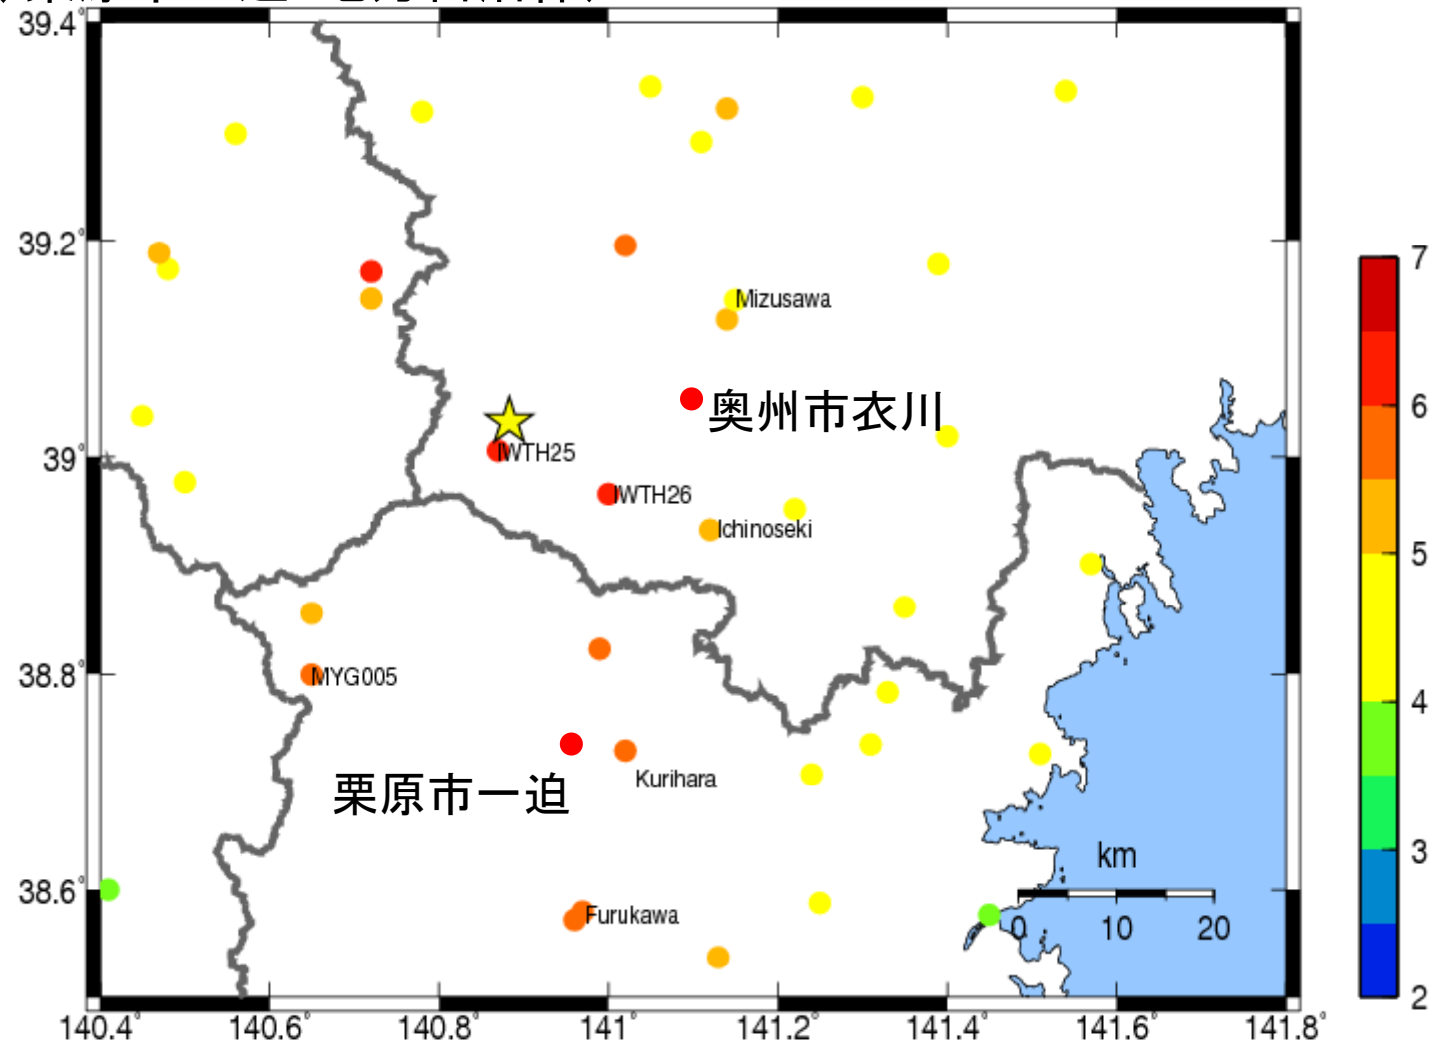 39.4°
39.2°
Mizusawa
奥州市衣川
39°
IWTH25
IWTH26
Ichinoseki
38.8°
MYG005
Kurihara
栗原市一迫
km
38.6°
Furukawa
0 10 20
140.4° 140.6° 140.8° 141° 141.2° 141.4° 141.6° 141.8°
7
6
5
4
3
2